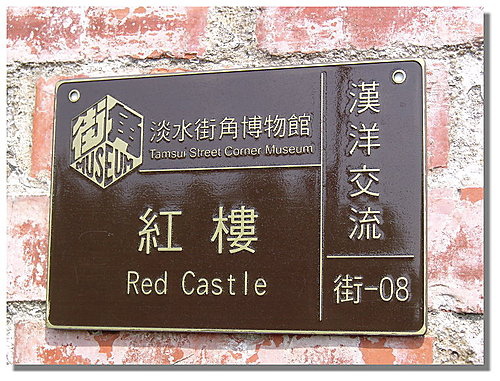 街角
MUSEUM
淡水街角博物館
Tamsui Street Corner Museum
紅樓
Red Castle
漢洋交流
街-08